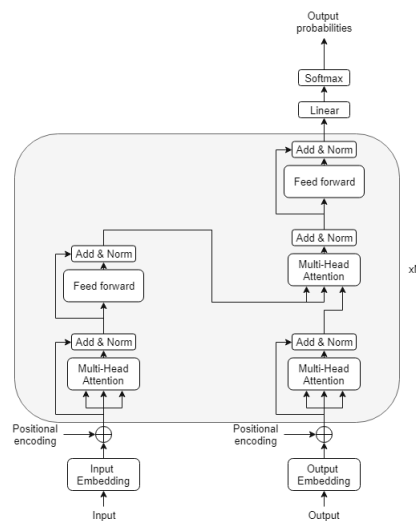 Output
probabilities
Softmax
Linear
Add & Norm
Feed forward
Add & Norm
Multi-Head
Attention
Add & Norm
Feed forward
Add & Norm
Multi-Head
Attention
Add & Norm
Multi-Head
Attention
Positional
encoding
Positional
encoding
Input
Embedding
Output
Embedding
Input
Output